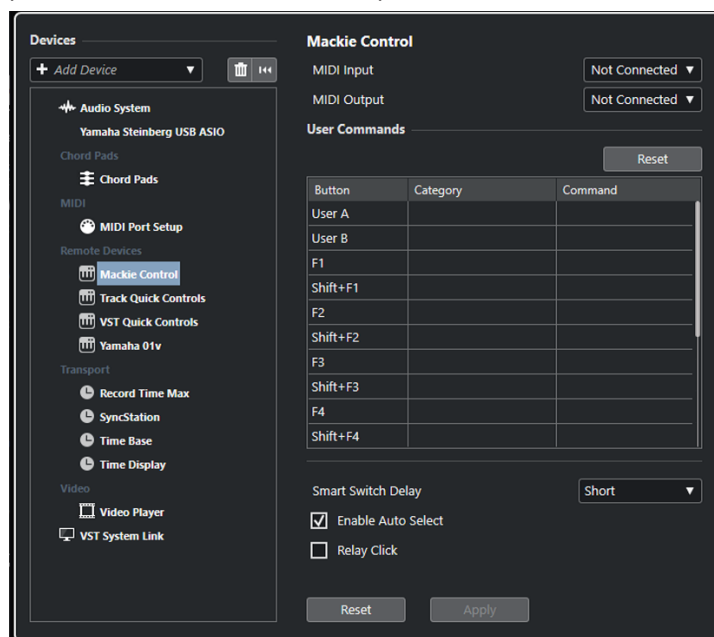 Devices
Add Device
Audio System
Yamaha Steinberg USB ASIO
Chord Pads
Chord Pads
MIDI
MIDI Port Setup
Remote Devices
Mackie Control
Track Quick Controls
VST Quick Controls
Yamaha 01v
Transport
Record Time Max
SyncStation
Time Base
Time Display
Video
Video Player
VST System Link
Mackie Control
MIDI Input Not Connected
MIDI Output Not Connected
User Commands
Reset
Button Category Command
User A
User B
F1
Shift+F1
F2
Shift+F2
F3
Shift+F3
F4
Shift+F4
Smart Switch Delay Short
Enable Auto Select
Relay Click
Reset Apply